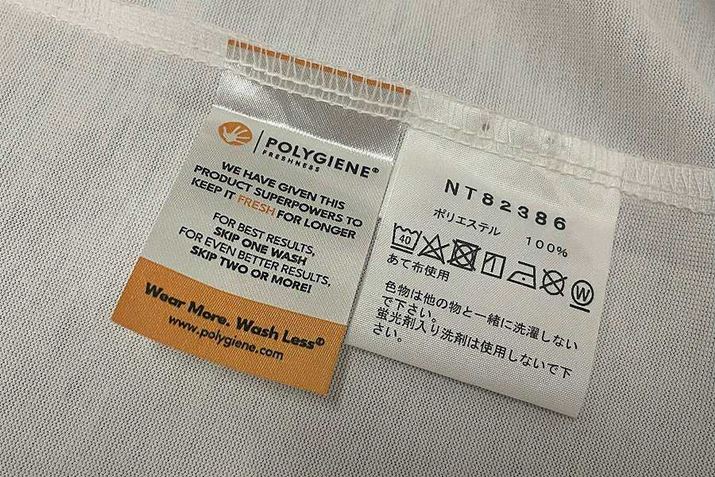 POLYGIENE®
FRESHNESS
WE HAVE GIVEN THIS
PRODUCT SUPERPOWERS TO
KEEP IT FRESH FOR LONGER
FOR BEST RESULTS,
SKIP ONE WASH
FOR EVEN BETTER RESULTS,
SKIP TWO OR MORE!
Wear More. Wash Less®
www.polygiene.com
NT82386
ポリエステル 100%
40 W
あて布使用
色物は他の物と一緒に洗濯しない
で下さい。
蛍光剤入り洗剤は使用しないで下
さい。